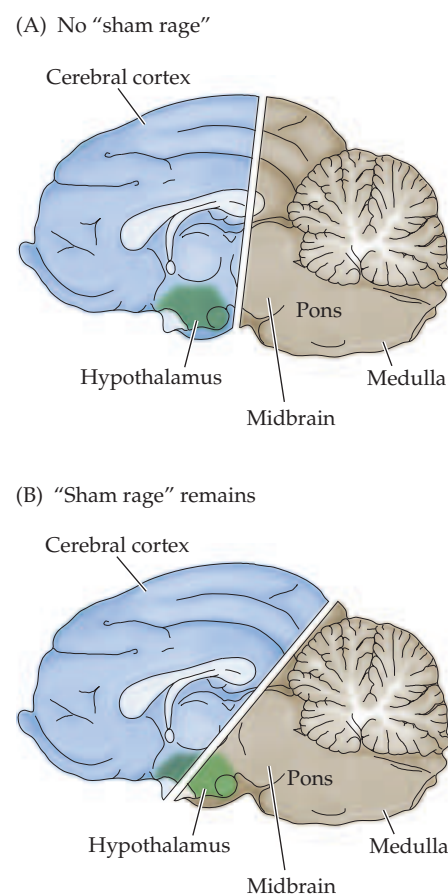 (A) No “sham rage”
Cerebral cortex
Pons
Hypothalamus
Medulla
Midbrain
(B) “Sham rage” remains
Cerebral cortex
Pons
Hypothalamus
Medulla
Midbrain